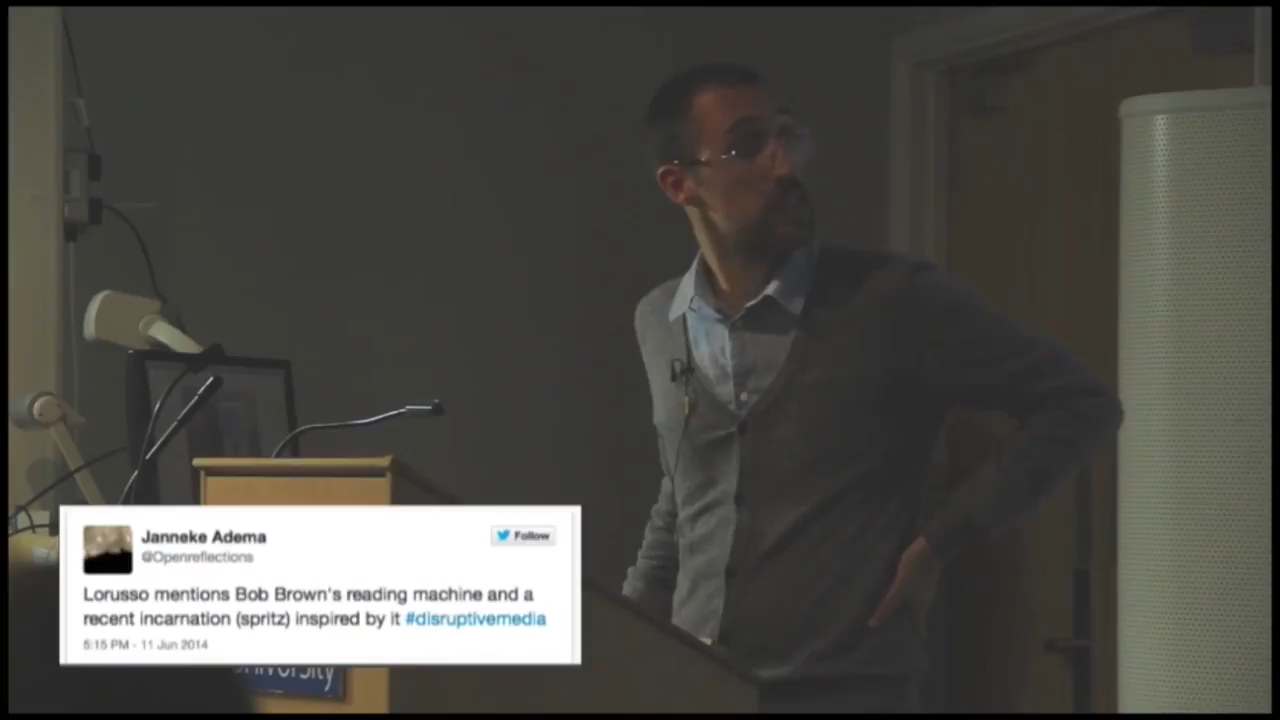 Janneke Adema
Follow
@Openreflections
Lorusso mentions Bob Brown's reading machine and a
recent incarnation (spritz) inspired by it #disruptivemedia
5:15 PM - 11 Jun 2014